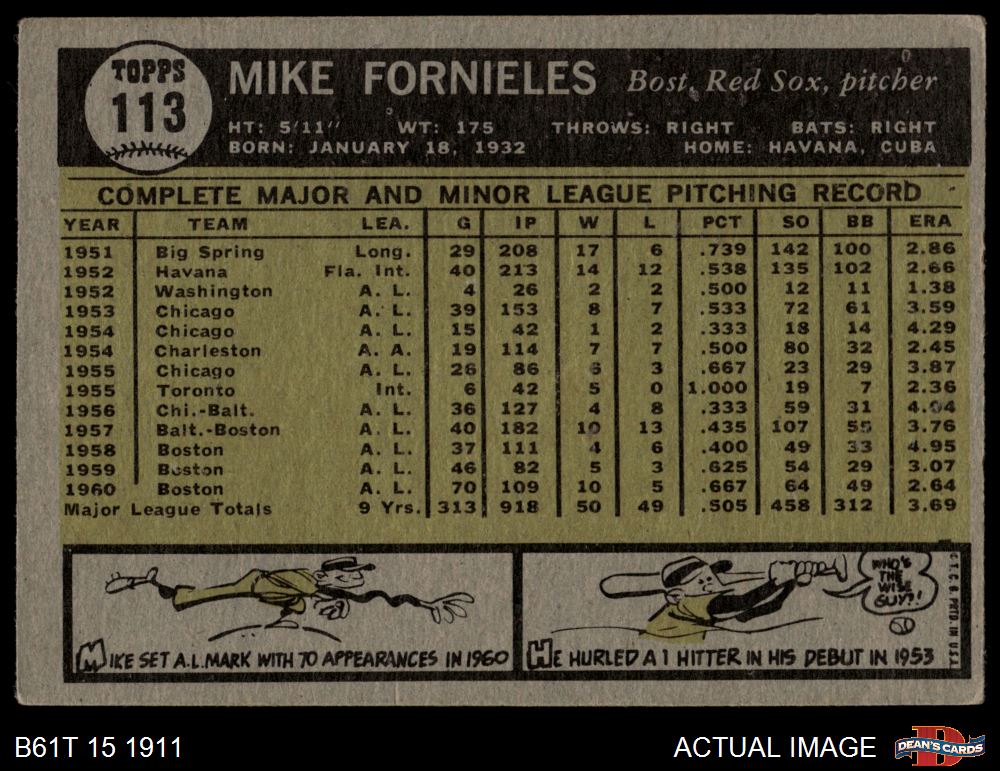 TOPPS
113
MIKE FORNIELES Bost. Red Sox, pitcher
HT: 5'11" WT: 175 THROWS: RIGHT BATS: RIGHT
BORN: JANUARY 18, 1932 HOME: HAVANA, CUBA
COMPLETE MAJOR AND MINOR LEAGUE PITCHING RECORD
YEAR TEAM LEA. G IP W L PCT SO BB ERA
1951 Big Spring Long. 29 208 17 6 .739 142 100 2.86
1952 Havana Fla. Int. 40 213 14 12 .538 135 102 2.66
1952 Washington A. L. 4 26 2 2 .500 12 11 1.38
1953 Chicago A. L. 39 153 8 7 .533 72 61 3.59
1954 Chicago A. L. 15 42 1 2 .333 18 14 4.29
1954 Charleston A. A. 19 114 7 7 .500 80 32 2.45
1955 Chicago A. L. 26 86 6 3 .667 23 29 3.87
1955 Toronto Int. 6 42 5 0 1.000 19 7 2.36
1956 Chi.-Balt. A. L. 36 127 4 8 .333 59 31 4.04
1957 Balt.-Boston A. L. 40 182 10 13 .435 107 55 3.76
1958 Boston A. L. 37 111 4 6 .400 49 33 4.95
1959 Boston A. L. 46 82 5 3 .625 54 29 3.07
1960 Boston A. L. 70 109 10 5 .667 64 49 2.64
Major League Totals 9 Yrs. 313 918 50 49 .505 458 312 3.69
MIKE SET A.L. MARK WITH 70 APPEARANCES IN 1960
WHO'S
THE
WISE
GUY?!
HE HURLED A 1 HITTER IN HIS DEBUT IN 1953
© T. C. G. PRTD. IN U.S.A.
B61T 15 1911
ACTUAL IMAGE
D
DEAN'S CARDS